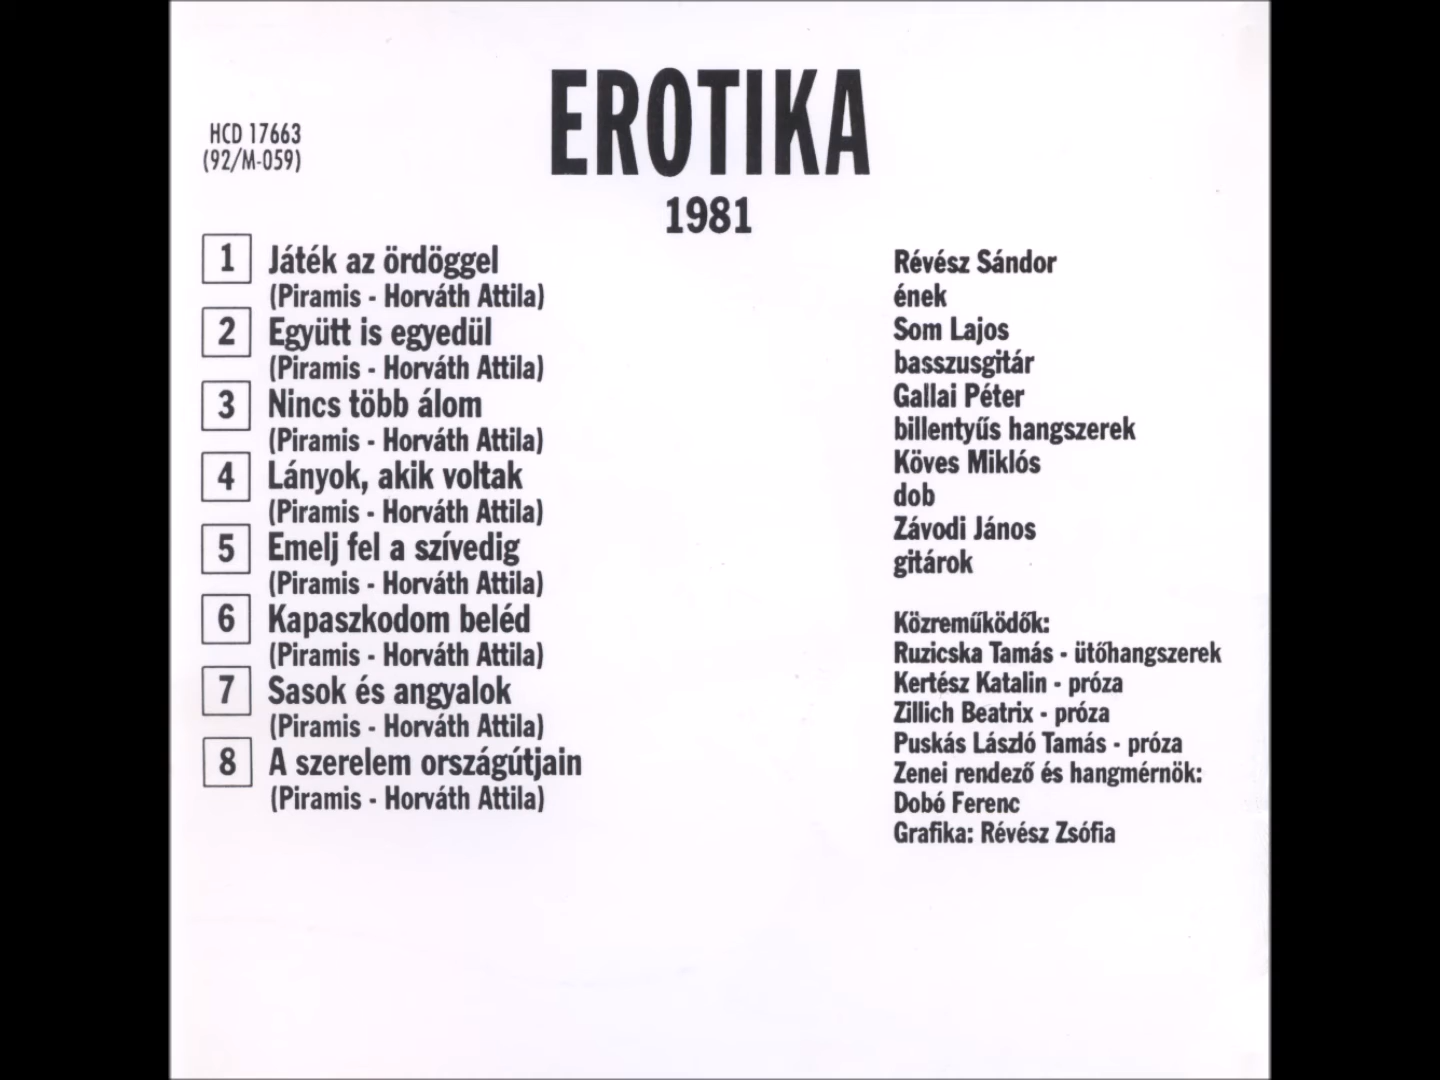 HCD 17663
(92/M-059)
EROTIKA
1981
1 Játék az ördöggel
(Piramis - Horváth Attila)
2 Együtt is egyedül
(Piramis - Horváth Attila)
3 Nincs több álom
(Piramis - Horváth Attila)
4 Lányok, akik voltak
(Piramis - Horváth Attila)
5 Emelj fel a szívedig
(Piramis - Horváth Attila)
6 Kapaszkodom beléd
(Piramis - Horváth Attila)
7 Sasok és angyalok
(Piramis - Horváth Attila)
8 A szerelem országútjain
(Piramis - Horváth Attila)
Révész Sándor
ének
Som Lajos
basszusgitár
Gallai Péter
billentyűs hangszerek
Köves Miklós
dob
Závodi János
gitárok
Közreműködők:
Ruzicska Tamás - ütőhangszerek
Kertész Katalin - próza
Zillich Beatrix - próza
Puskás László Tamás - próza
Zenei rendező és hangmérnök:
Dobó Ferenc
Grafika: Révész Zsófia